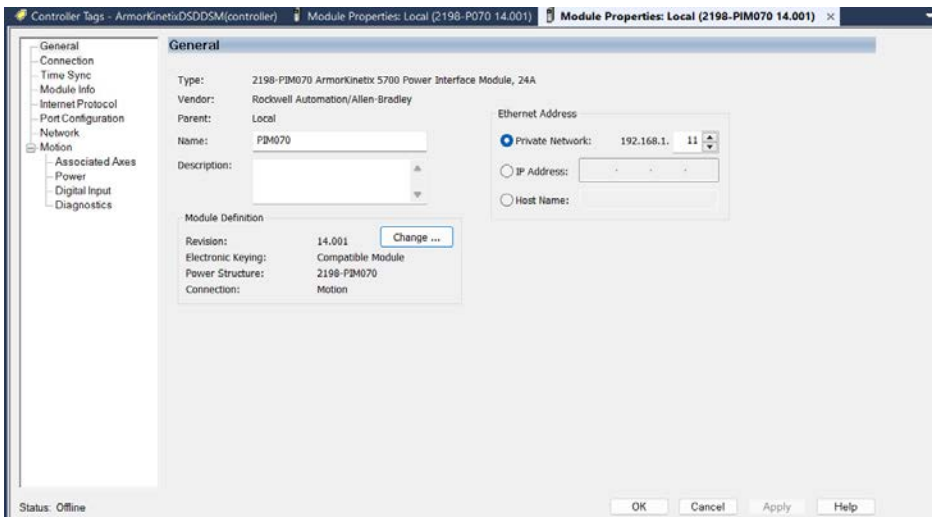 Controller Tags - ArmorKinetixDSDDSM(controller) Module Properties: Local (2198-P070 14.001) Module Properties: Local (2198-PIM070 14.001) ×
General
Connection
Time Sync
Module Info
Internet Protocol
Port Configuration
Network
Motion
Associated Axes
Power
Digital Input
Diagnostics
General
Type: 2198-PIM070 ArmorKinetix 5700 Power Interface Module, 24A
Vendor: Rockwell Automation/Allen-Bradley
Parent: Local
Name: PIM070
Description:
Module Definition
Revision: 14.001 Change ...
Electronic Keying: Compatible Module
Power Structure: 2198-PIM070
Connection: Motion
Ethernet Address
Private Network: 192.168.1. 11
IP Address: . . .
Host Name:
Status: Offline
OK Cancel Apply Help